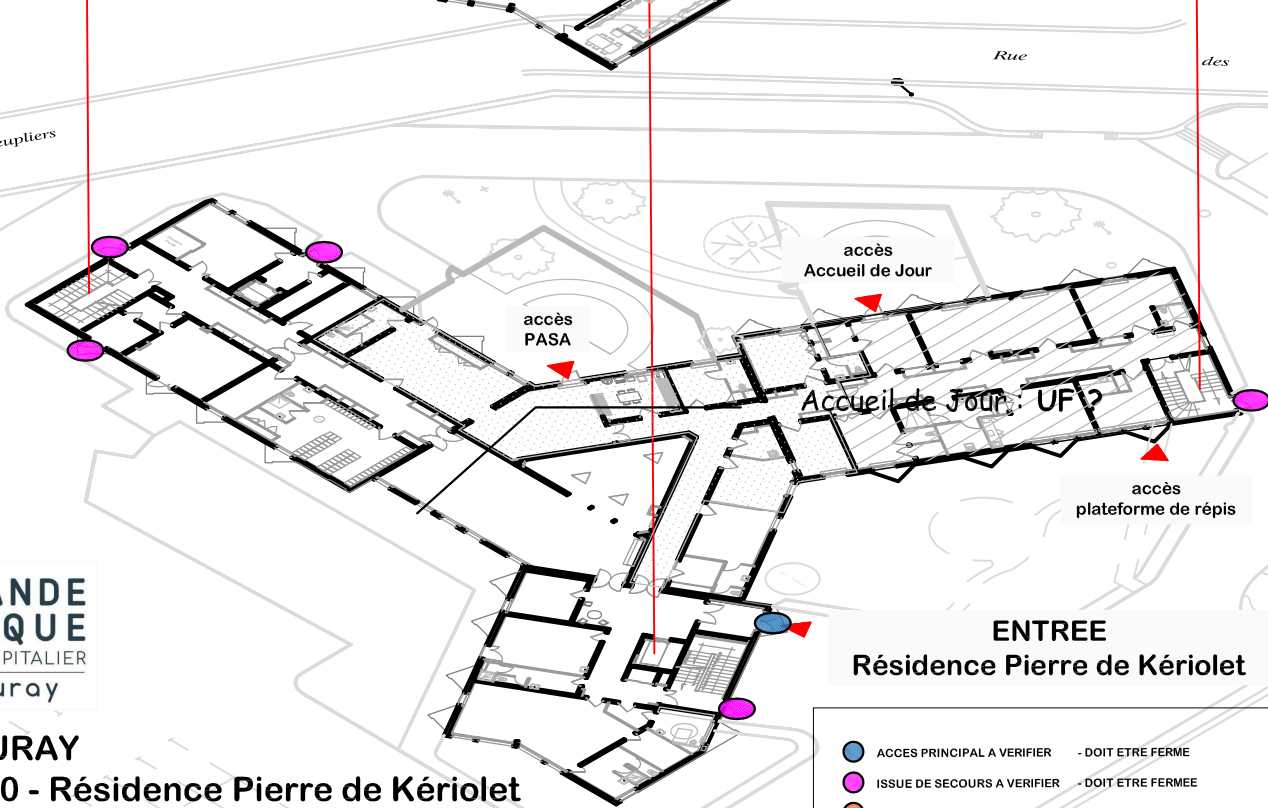 Rue
des
eupliers
accès
Accueil de Jour
accès
PASA
Accueil de Jour : UF ?
accès
plateforme de répis
ANDE
QUE
PITALIER
uray
ENTREE
Résidence Pierre de Kériolet
URAY
0 - Résidence Pierre de Kériolet
ACCES PRINCIPAL A VERIFIER - DOIT ETRE FERME
ISSUE DE SECOURS A VERIFIER - DOIT ETRE FERMEE